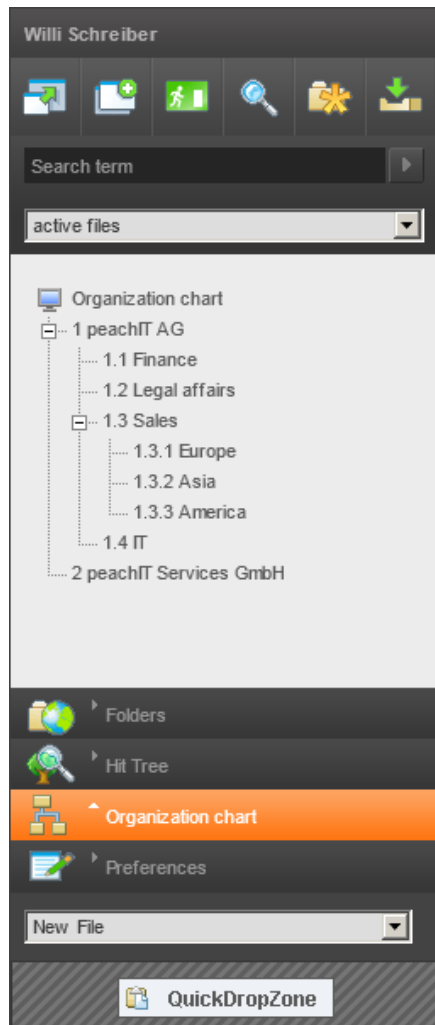 Willi Schreiber
Search term
active files
Organization chart
1 peachIT AG
1.1 Finance
1.2 Legal affairs
1.3 Sales
1.3.1 Europe
1.3.2 Asia
1.3.3 America
1.4 IT
2 peachIT Services GmbH
Folders
Hit Tree
Organization chart
Preferences
New File
QuickDropZone